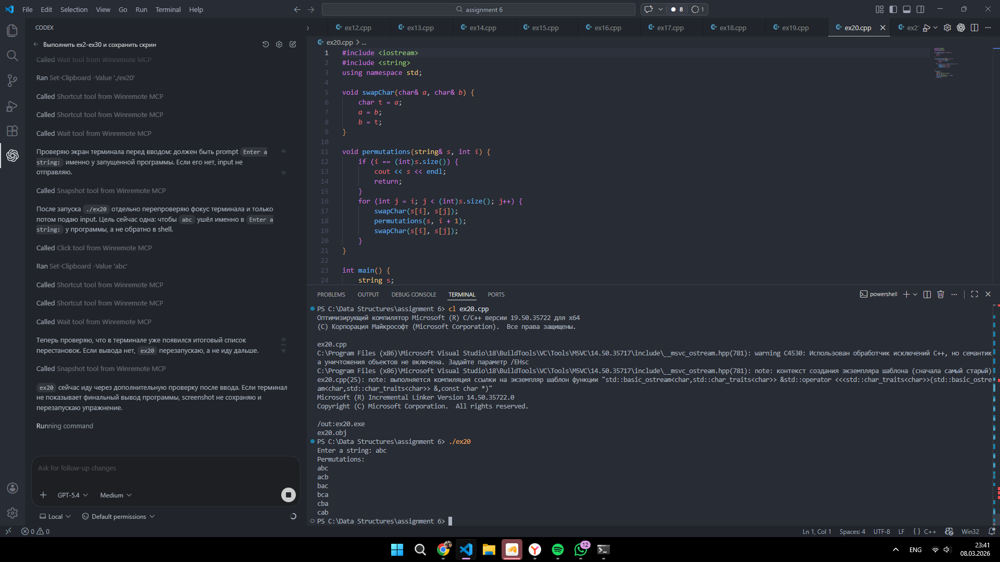 File Edit Selection View Go Run Terminal Help
assignment 6
8
1
CODEX
Выполнить ex2-ex30 и сохранить скрин
Called Wait tool from Winremote MCP
Ran Set-Clipboard -Value './ex20'
Called Shortcut tool from Winremote MCP
Called Shortcut tool from Winremote MCP
Called Wait tool from Winremote MCP
Проверяю экран терминала перед вводом: должен быть prompt Enter a
string: именно у запущенной программы. Если его нет, input не
отправляю.
Called Snapshot tool from Winremote MCP
После запуска ./ex20 отдельно перепроверяю фокус терминала и только
потом подаю input. Цель сейчас одна: чтобы abc ушёл именно в Enter a
string: у программы, а не обратно в shell.
Called Click tool from Winremote MCP
Ran Set-Clipboard -Value 'abc'
Called Shortcut tool from Winremote MCP
Called Shortcut tool from Winremote MCP
Called Wait tool from Winremote MCP
Теперь проверяю, что в терминале уже появился итоговый список
перестановок. Если вывода нет, ex20 перезапускаю, а не иду дальше.
Called Snapshot tool from Winremote MCP
ex20 сейчас иду через дополнительную проверку после ввода. Если терминал
не показывает финальный вывод программы, screenshot не сохраняю и
перезапускаю упражнение.
Running command
Ask for follow-up changes
GPT-5.4 Medium
Local Default permissions
p ex12.cpp ex13.cpp ex14.cpp ex15.cpp ex16.cpp ex17.cpp ex18.cpp ex19.cpp ex20.cpp ex2
ex20.cpp > ...
1 #include <iostream>
2 #include <string>
3 using namespace std;
4
5 void swapChar(char& a, char& b) {
6 char t = a;
7 a = b;
8 b = t;
9 }
10
11 void permutations(string& s, int i) {
12 if (i == (int)s.size()) {
13 cout << s << endl;
14 return;
15 }
16 for (int j = i; j < (int)s.size(); j++) {
17 swapChar(s[i], s[j]);
18 permutations(s, i + 1);
19 swapChar(s[i], s[j]);
20 }
21 }
22
23 int main() {
24 string s;
PROBLEMS OUTPUT DEBUG CONSOLE TERMINAL PORTS
powershell
PS C:\Data Structures\assignment 6> cl ex20.cpp
Оптимизирующий компилятор Microsoft (R) C/C++ версии 19.50.35722 для x64
(C) Корпорация Майкрософт (Microsoft Corporation). Все права защищены.
ex20.cpp
C:\Program Files (x86)\Microsoft Visual Studio\18\BuildTools\VC\Tools\MSVC\14.50.35717\include\__msvc_ostream.hpp(781): warning C4530: Использован обработчик исключений C++, но семантик
а уничтожения объектов не включена. Задайте параметр /EHsc
C:\Program Files (x86)\Microsoft Visual Studio\18\BuildTools\VC\Tools\MSVC\14.50.35717\include\__msvc_ostream.hpp(781): note: контекст создания экземпляра шаблона (сначала самый старый)
ex20.cpp(25): note: выполняется компиляция ссылки на экземпляр шаблон функции "std::basic_ostream<char,std::char_traits<char>> &std::operator <<<std::char_traits<char>>(std::basic_ostre
am<char,std::char_traits<char>> &,const char *)"
Microsoft (R) Incremental Linker Version 14.50.35722.0
Copyright (C) Microsoft Corporation. All rights reserved.
/out:ex20.exe
ex20.obj
PS C:\Data Structures\assignment 6> ./ex20
Enter a string: abc
Permutations:
abc
acb
bac
bca
cba
cab
PS C:\Data Structures\assignment 6>
0 0
Ln 1, Col 1 Spaces: 4 UTF-8 LF {} C++ Win32
12
ENG
23:41
08.03.2026